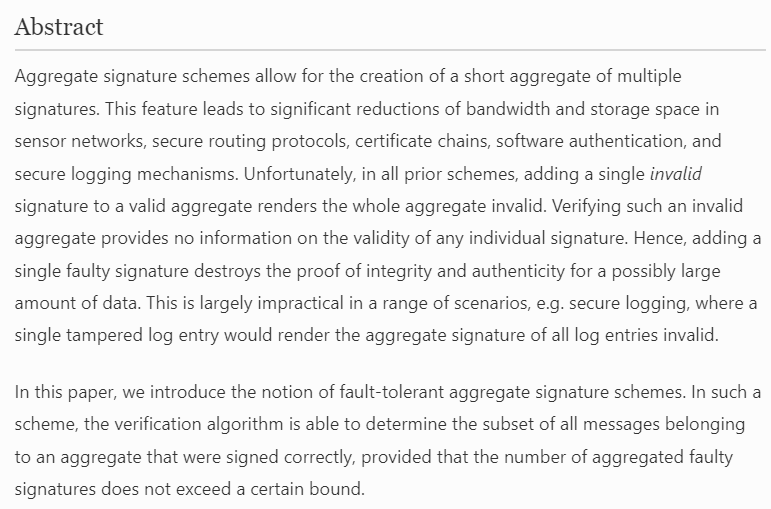 Abstract
Aggregate signature schemes allow for the creation of a short aggregate of multiple
signatures. This feature leads to significant reductions of bandwidth and storage space in
sensor networks, secure routing protocols, certificate chains, software authentication, and
secure logging mechanisms. Unfortunately, in all prior schemes, adding a single invalid
signature to a valid aggregate renders the whole aggregate invalid. Verifying such an invalid
aggregate provides no information on the validity of any individual signature. Hence, adding a
single faulty signature destroys the proof of integrity and authenticity for a possibly large
amount of data. This is largely impractical in a range of scenarios, e.g. secure logging, where a
single tampered log entry would render the aggregate signature of all log entries invalid.
In this paper, we introduce the notion of fault-tolerant aggregate signature schemes. In such a
scheme, the verification algorithm is able to determine the subset of all messages belonging
to an aggregate that were signed correctly, provided that the number of aggregated faulty
signatures does not exceed a certain bound.